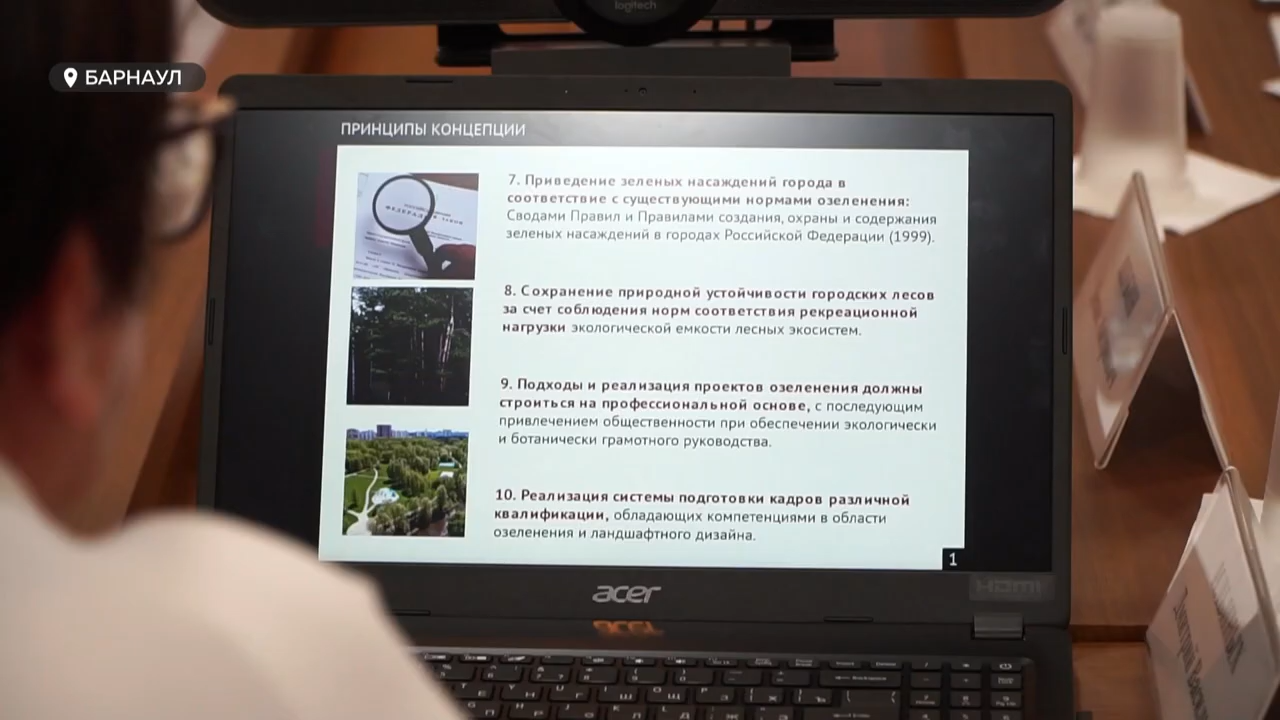 logitech
БАРНАУЛ
ПРИНЦИПЫ КОНЦЕПЦИИ
7. Приведение зеленых насаждений города в
соответствие с существующими нормами озеленения:
Сводами Правил и Правилами создания, охраны и содержания
зеленых насаждений в городах Российской Федерации (1999).
8. Сохранение природной устойчивости городских лесов
за счет соблюдения норм соответствия рекреационной
нагрузки экологической емкости лесных экосистем.
9. Подходы и реализация проектов озеленения должны
строиться на профессиональной основе, с последующим
привлечением общественности при обеспечении экологически
и ботанически грамотного руководства.
10. Реализация системы подготовки кадров различной
квалификации, обладающих компетенциями в области
озеленения и ландшафтного дизайна.
1
acer
HDMI